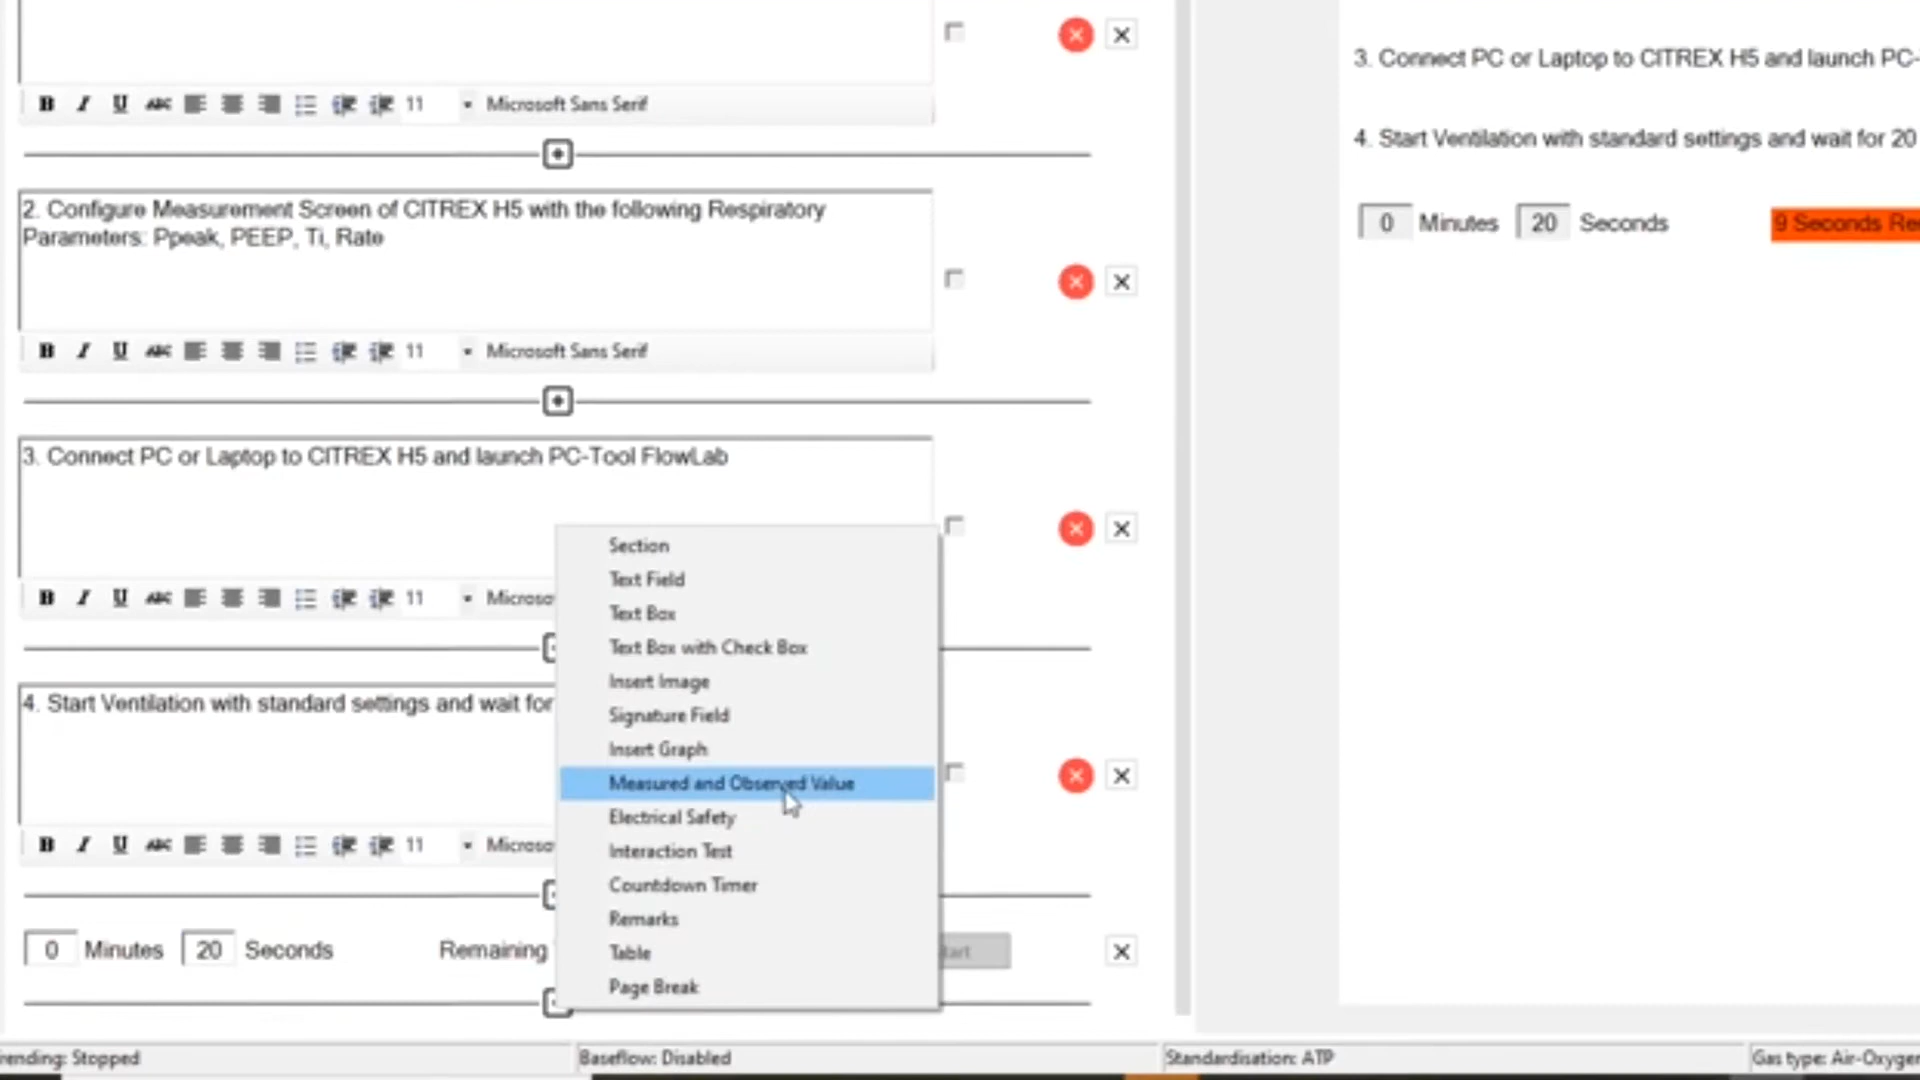 B I U ABC 11 Microsoft Sans Serif
2. Configure Measurement Screen of CITREX H5 with the following Respiratory
Parameters: Ppeak, PEEP, Ti, Rate
B I U ABC 11 Microsoft Sans Serif
3. Connect PC or Laptop to CITREX H5 and launch PC-Tool FlowLab
B I U ABC 11
4. Start Ventilation with standard settings and wait for
B I U ABC 11
0 Minutes 20 Seconds Remaining
Section
Text Field
Text Box
Text Box with Check Box
Insert Image
Signature Field
Insert Graph
Measured and Observed Value
Electrical Safety
Interaction Test
Countdown Timer
Remarks
Table
Page Break
3. Connect PC or Laptop to CITREX H5 and launch PC-
4. Start Ventilation with standard settings and wait for 20
0 Minutes 20 Seconds
9 Seconds
Trending: Stopped
Baseflow: Disabled
Standardisation: ATP
Gas type: Air-Oxygen